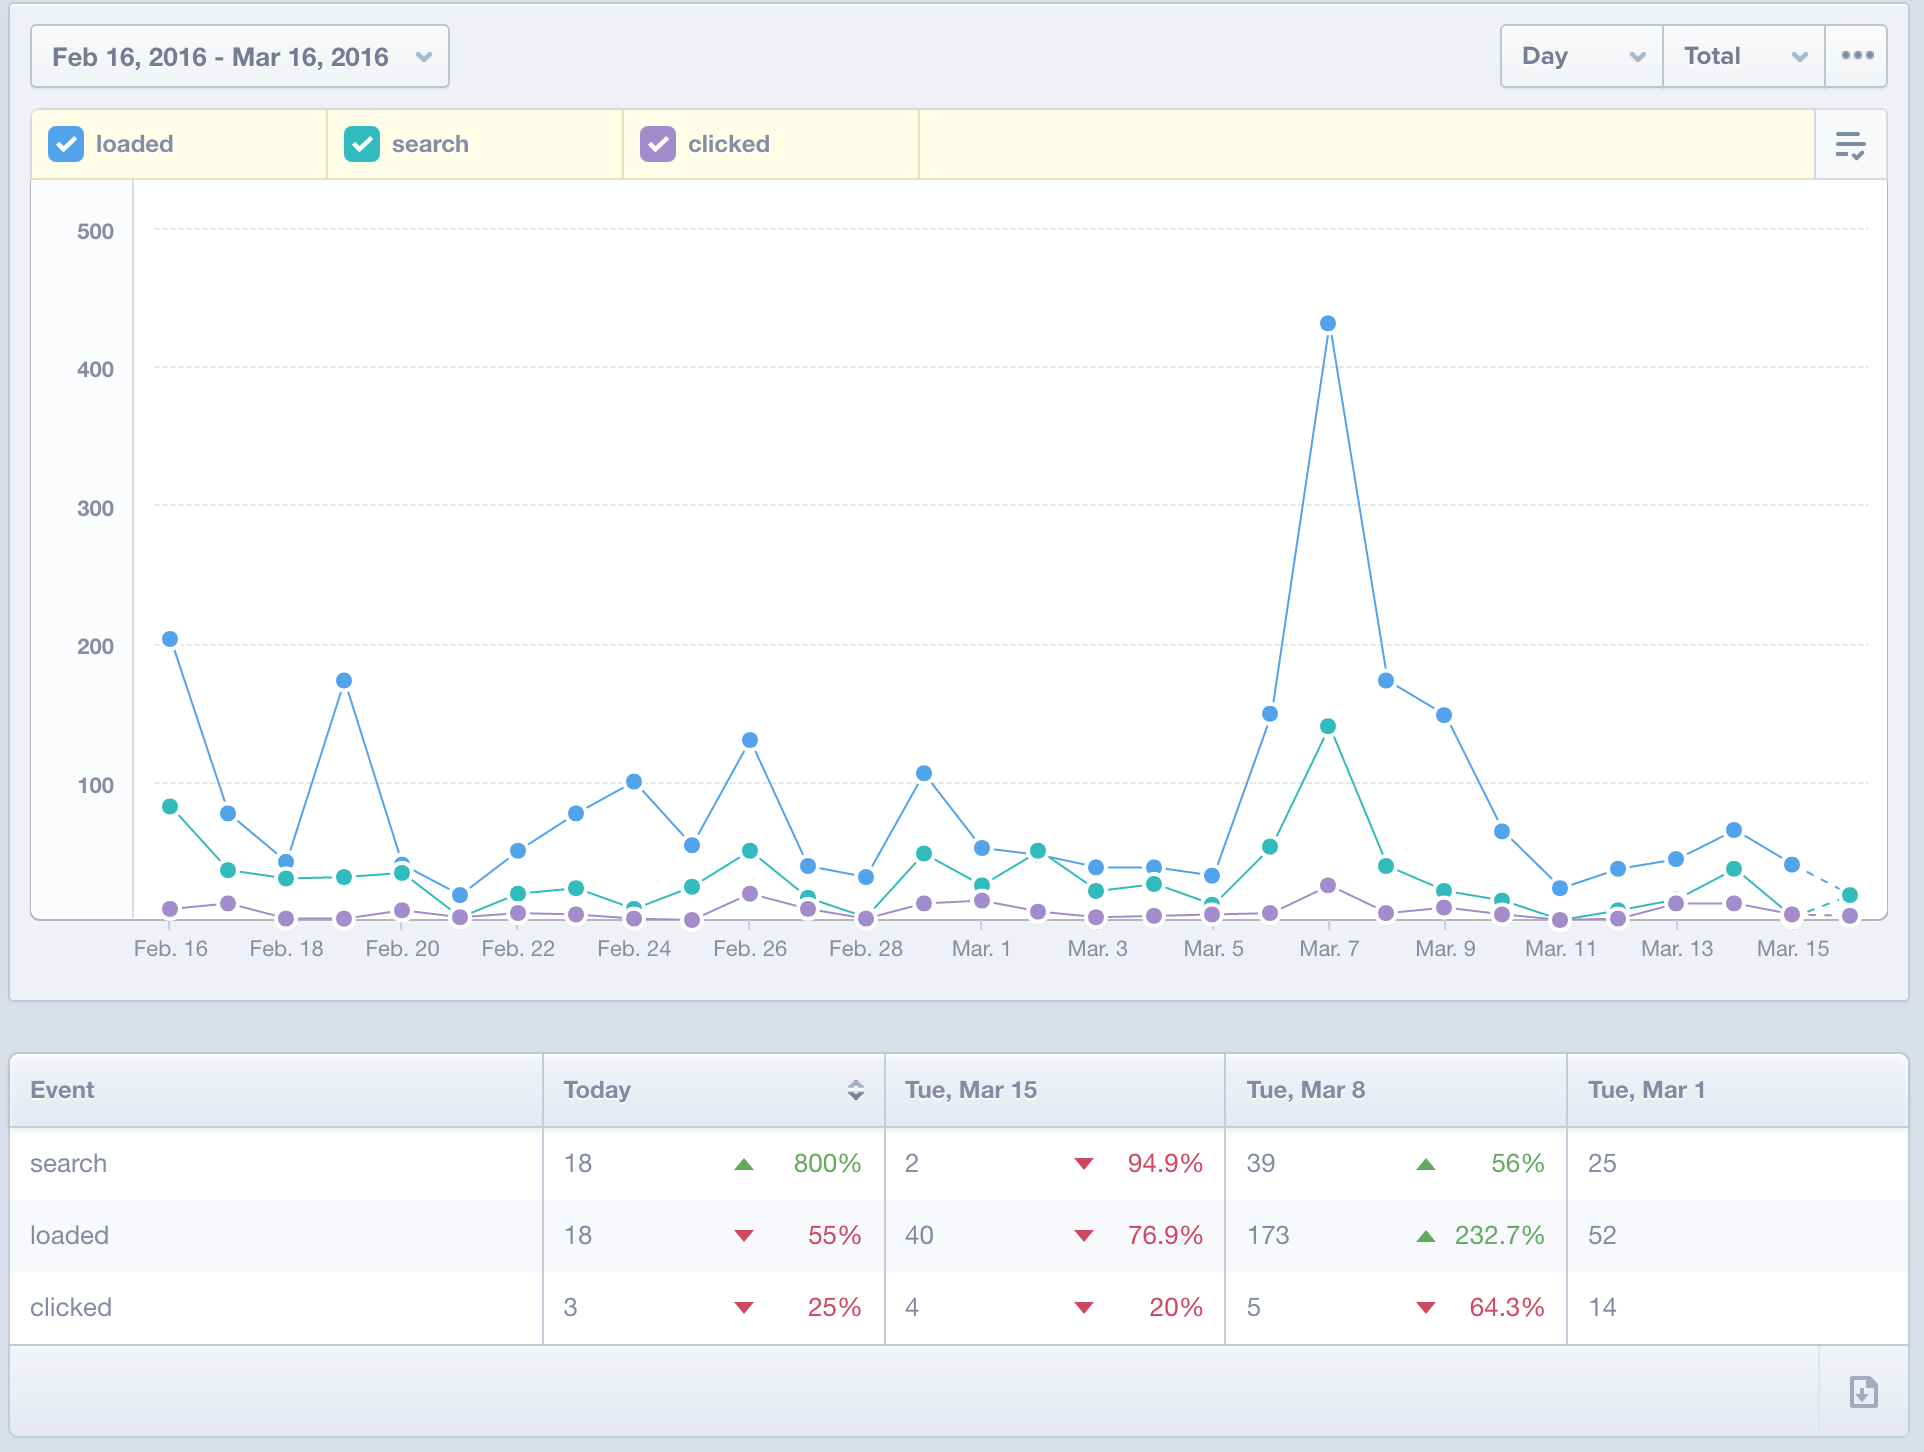 Feb 16, 2016 - Mar 16, 2016
Day
Total
loaded
search
clicked
500
400
300
200
100
Feb. 16 Feb. 18 Feb. 20 Feb. 22 Feb. 24 Feb. 26 Feb. 28 Mar. 1 Mar. 3 Mar. 5 Mar. 7 Mar. 9 Mar. 11 Mar. 13 Mar. 15
Event Today Tue, Mar 15 Tue, Mar 8 Tue, Mar 1
search 18 800% 2 94.9% 39 56% 25
loaded 18 55% 40 76.9% 173 232.7% 52
clicked 3 25% 4 20% 5 64.3% 14